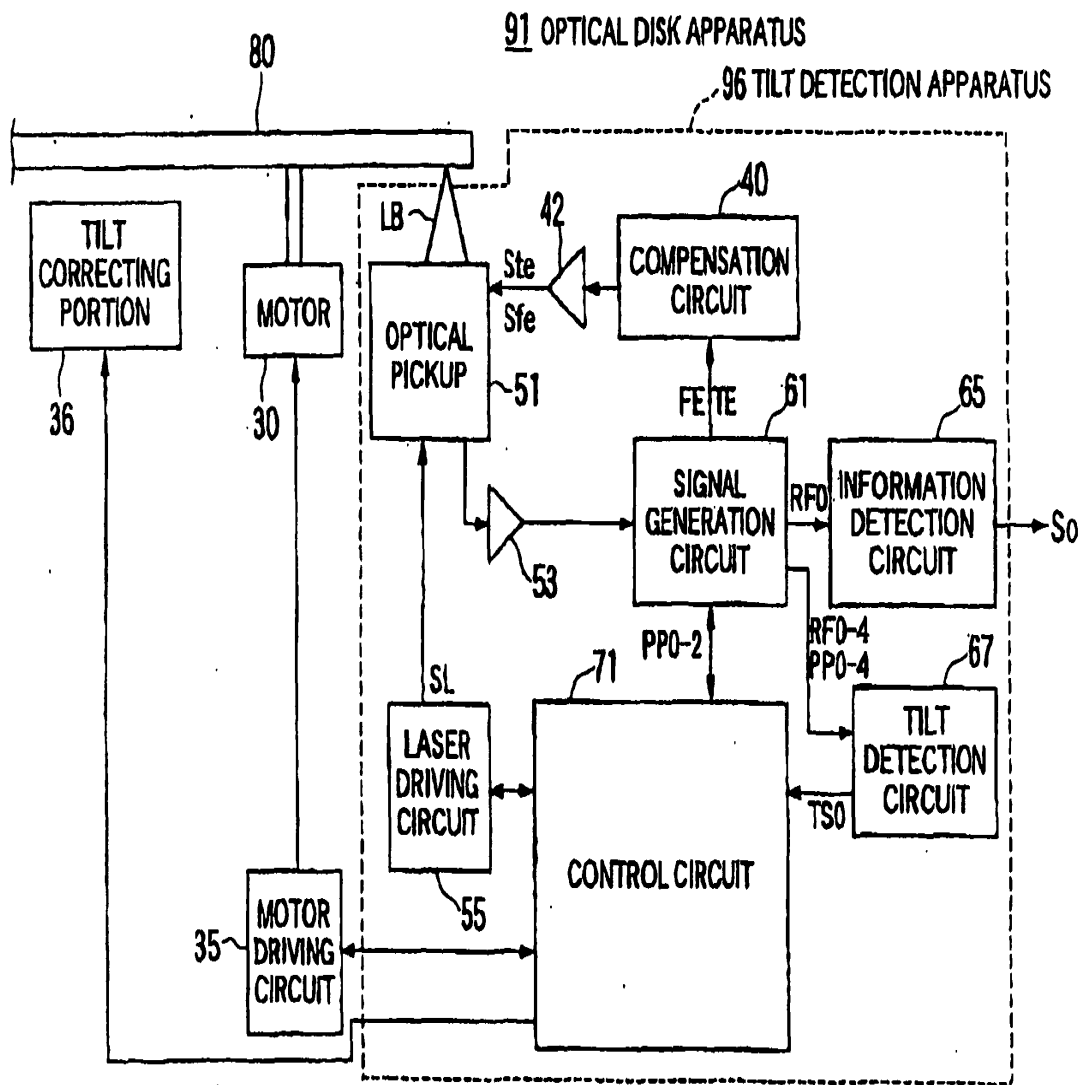 91 OPTICAL DISK APPARATUS
80
96 TILT DETECTION APPARATUS
TILT
CORRECTING
PORTION
36
MOTOR
30
LB
OPTICAL
PICKUP
51
Ste
Sfe
42
40
COMPENSATION
CIRCUIT
FE TE
61
SIGNAL
GENERATION
CIRCUIT
53
RF0
65
INFORMATION
DETECTION
CIRCUIT
So
PP0-2
RF0-4
PP0-4
67
TILT
DETECTION
CIRCUIT
TS0
SL
LASER
DRIVING
CIRCUIT
55
71
CONTROL CIRCUIT
35
MOTOR
DRIVING
CIRCUIT